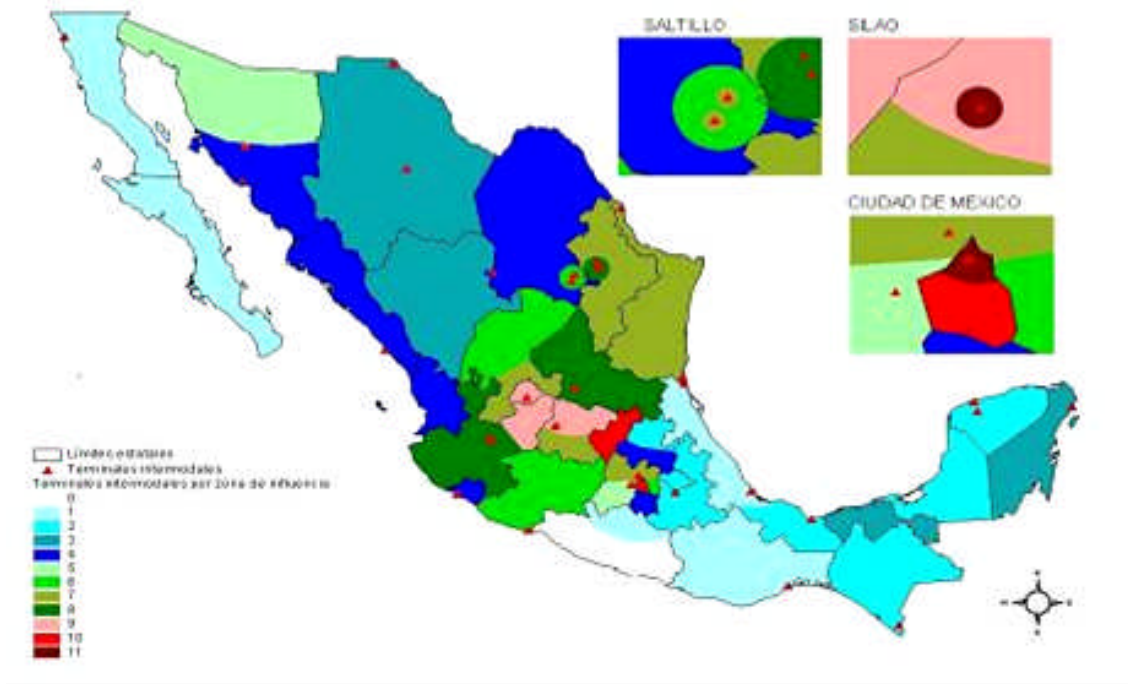 SALTILLO
SILAO
CIUDAD DE MEXICO
Límites estatales
Terminales intermodales
Terminales intermodales por zona de influencia
0
1
2
3
4
5
6
7
8
9
10
11